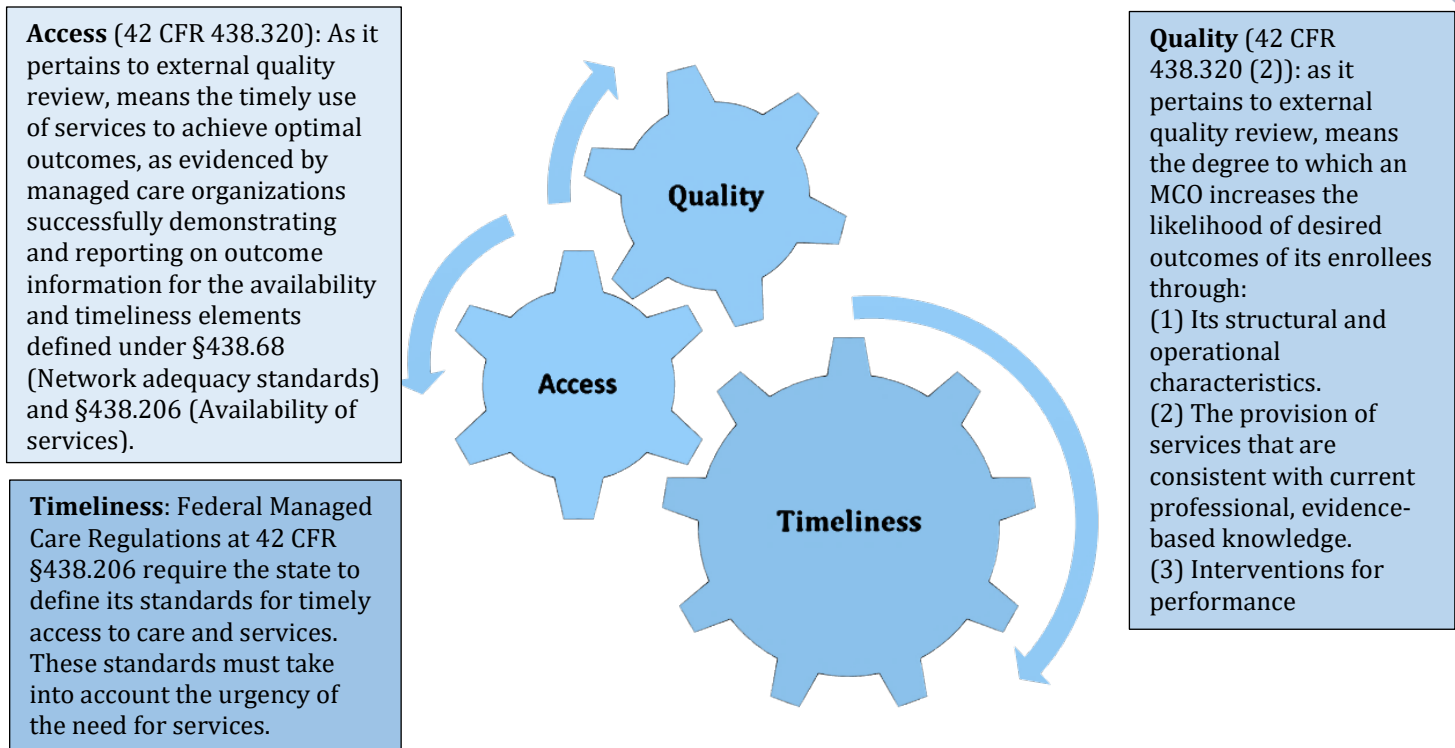 Access (42 CFR 438.320): As it
pertains to external quality
review, means the timely use
of services to achieve optimal
outcomes, as evidenced by
managed care organizations
successfully demonstrating
and reporting on outcome
information for the availability
and timeliness elements
defined under §438.68
(Network adequacy standards)
and §438.206 (Availability of
services).
Timeliness: Federal Managed
Care Regulations at 42 CFR
§438.206 require the state to
define its standards for timely
access to care and services.
These standards must take
into account the urgency of
the need for services.
Quality
Access
Timeliness
Quality (42 CFR
438.320 (2)): as it
pertains to external
quality review, means
the degree to which an
MCO increases the
likelihood of desired
outcomes of its enrollees
through:
(1) Its structural and
operational
characteristics.
(2) The provision of
services that are
consistent with current
professional, evidence-
based knowledge.
(3) Interventions for
performance